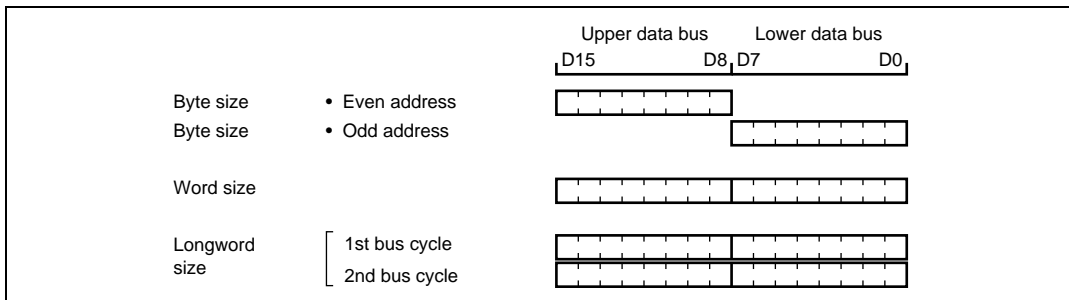 Upper data bus Lower data bus
D15 D8 D7 D0
Byte size • Even address
Byte size • Odd address
Word size
Longword size
1st bus cycle
2nd bus cycle